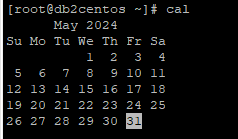 [root@db2centos ~]# cal
      May 2024
Su Mo Tu We Th Fr Sa
          1  2  3  4
 5  6  7  8  9 10 11
12 13 14 15 16 17 18
19 20 21 22 23 24 25
26 27 28 29 30 31